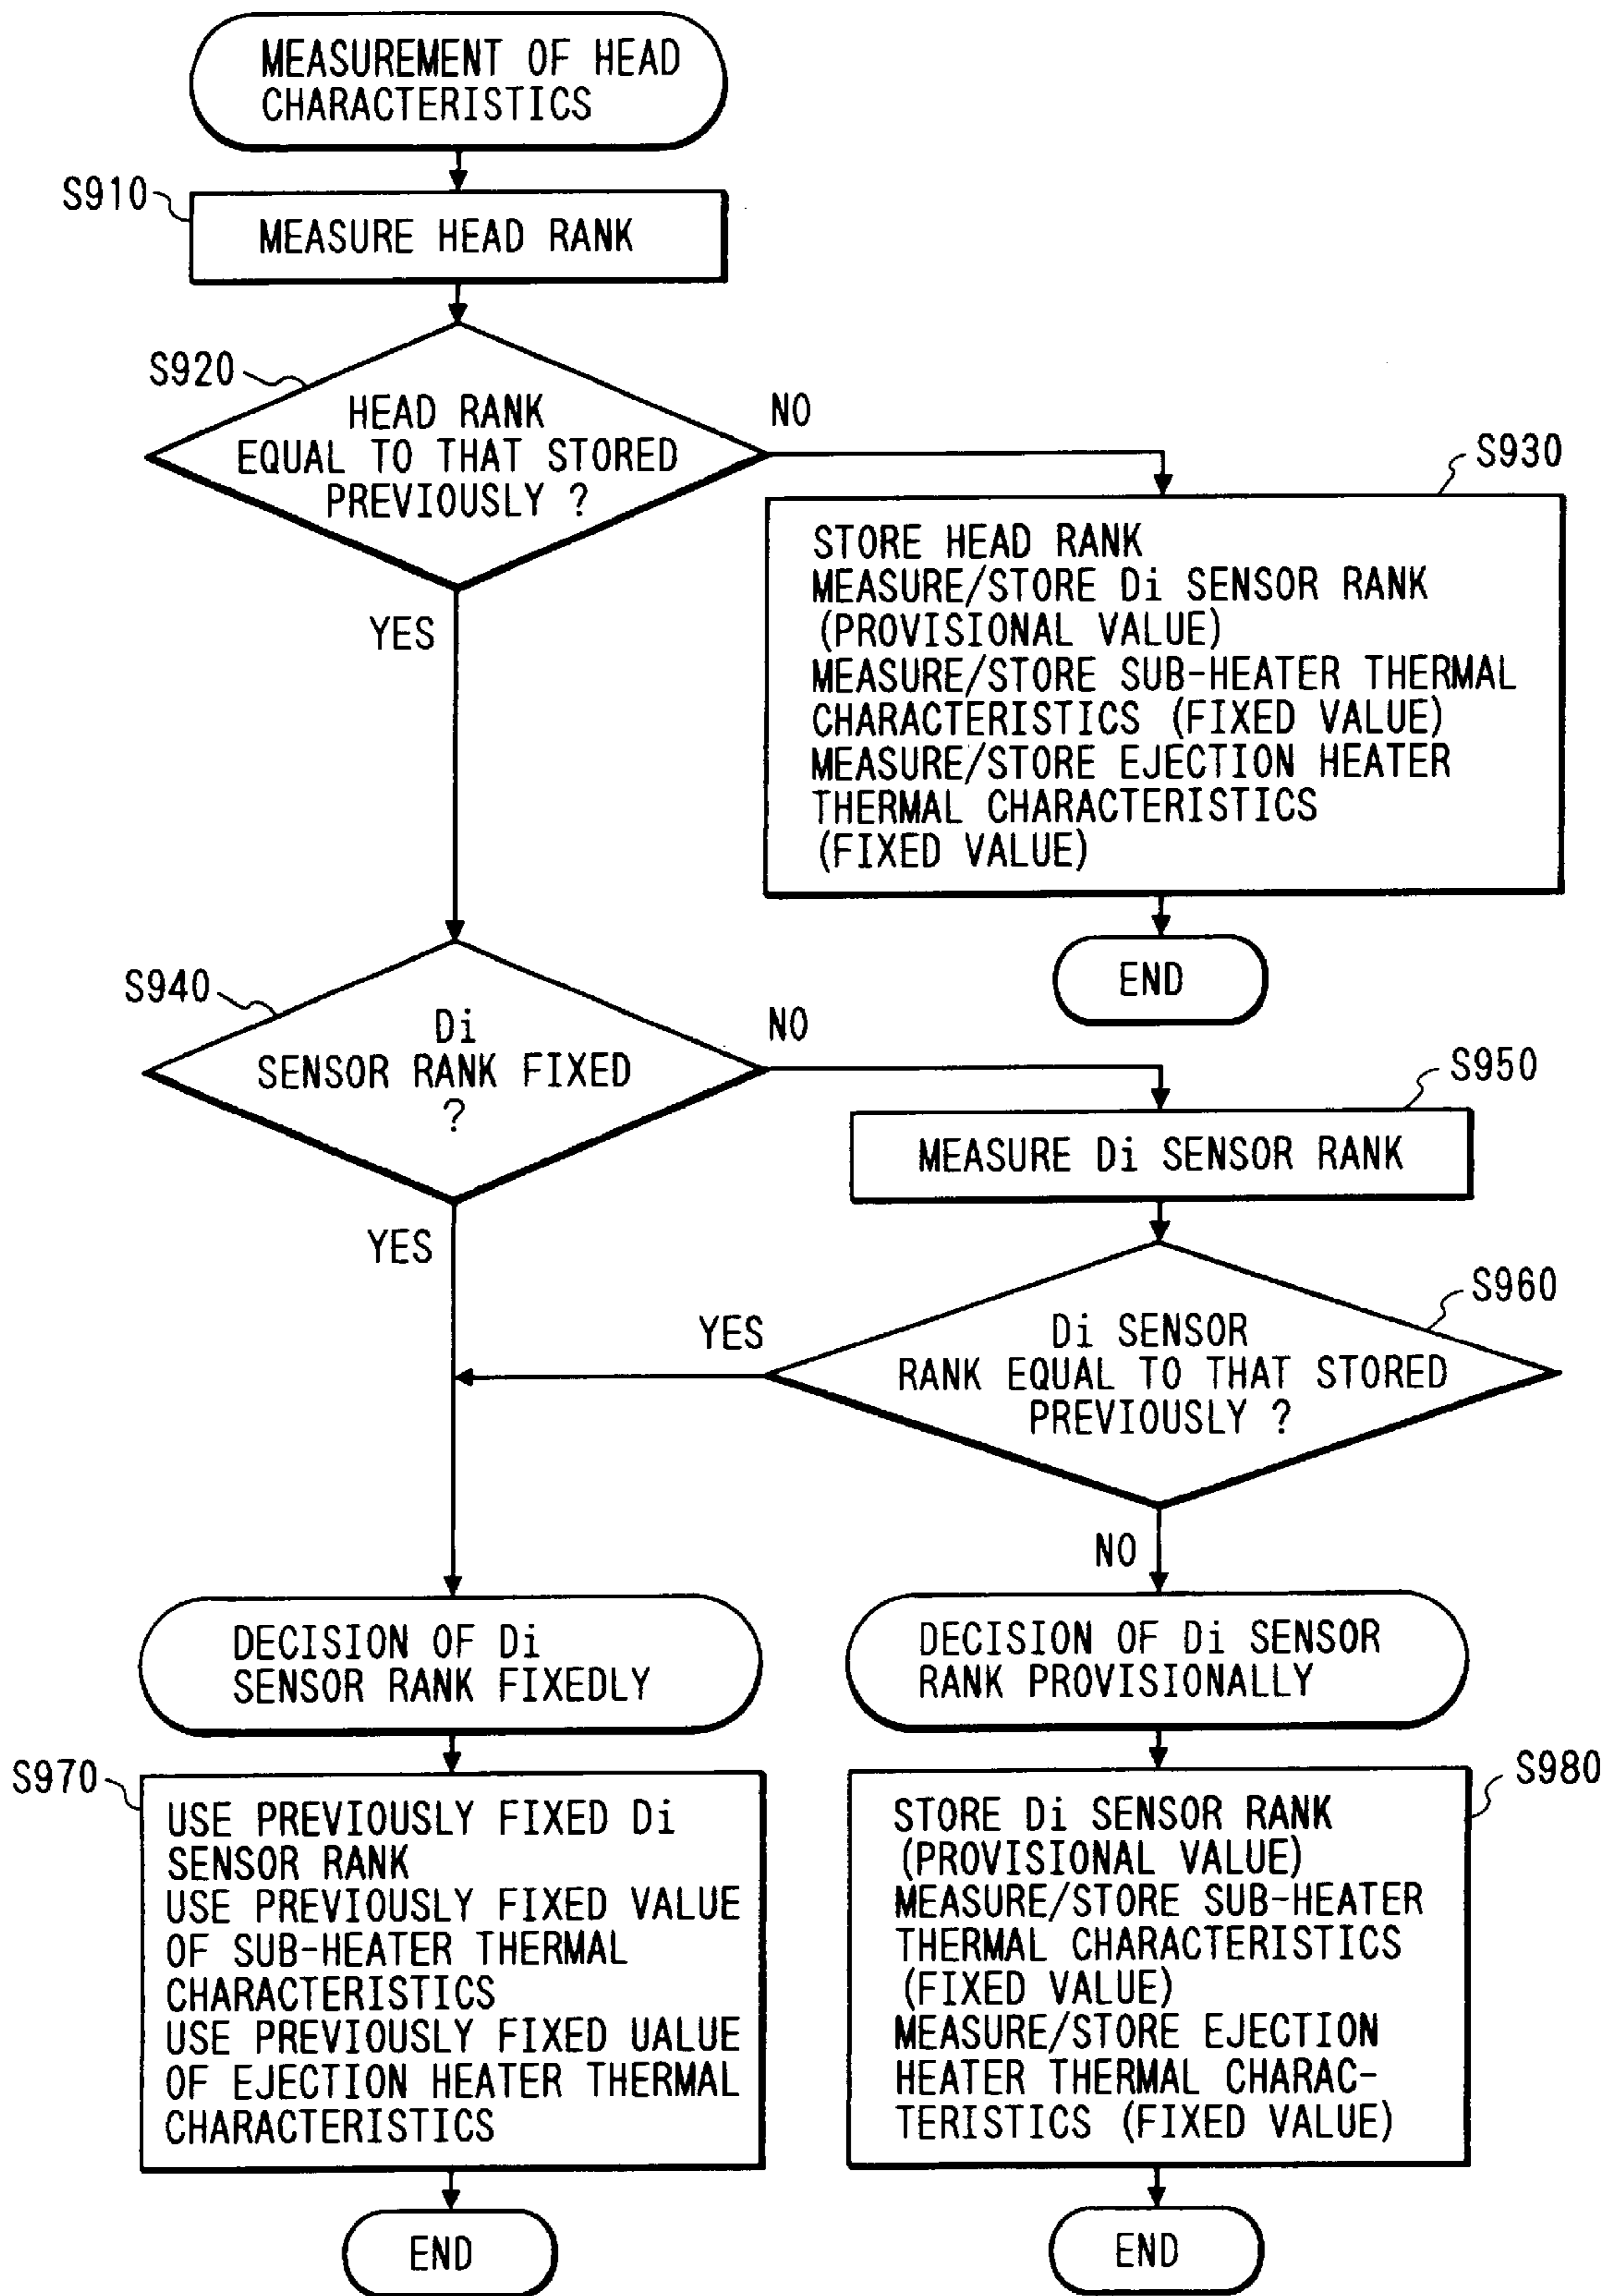 MEASUREMENT OF HEAD
CHARACTERISTICS
S910
MEASURE HEAD RANK
S920
HEAD RANK
EQUAL TO THAT STORED
PREVIOUSLY ?
NO
YES
S930
STORE HEAD RANK
MEASURE/STORE Di SENSOR RANK
(PROVISIONAL VALUE)
MEASURE/STORE SUB-HEATER THERMAL
CHARACTERISTICS (FIXED VALUE)
MEASURE/STORE EJECTION HEATER
THERMAL CHARACTERISTICS
(FIXED VALUE)
END
S940
Di
SENSOR RANK FIXED
?
NO
YES
S950
MEASURE Di SENSOR RANK
S960
Di SENSOR
RANK EQUAL TO THAT STORED
PREVIOUSLY ?
YES
NO
DECISION OF Di
SENSOR RANK FIXEDLY
DECISION OF Di SENSOR
RANK PROVISIONALLY
S970
USE PREVIOUSLY FIXED Di
SENSOR RANK
USE PREVIOUSLY FIXED VALUE
OF SUB-HEATER THERMAL
CHARACTERISTICS
USE PREVIOUSLY FIXED UALUE
OF EJECTION HEATER THERMAL
CHARACTERISTICS
END
S980
STORE Di SENSOR RANK
(PROVISIONAL VALUE)
MEASURE/STORE SUB-HEATER
THERMAL CHARACTERISTICS
(FIXED VALUE)
MEASURE/STORE EJECTION
HEATER THERMAL CHARAC-
TERISTICS (FIXED VALUE)
END